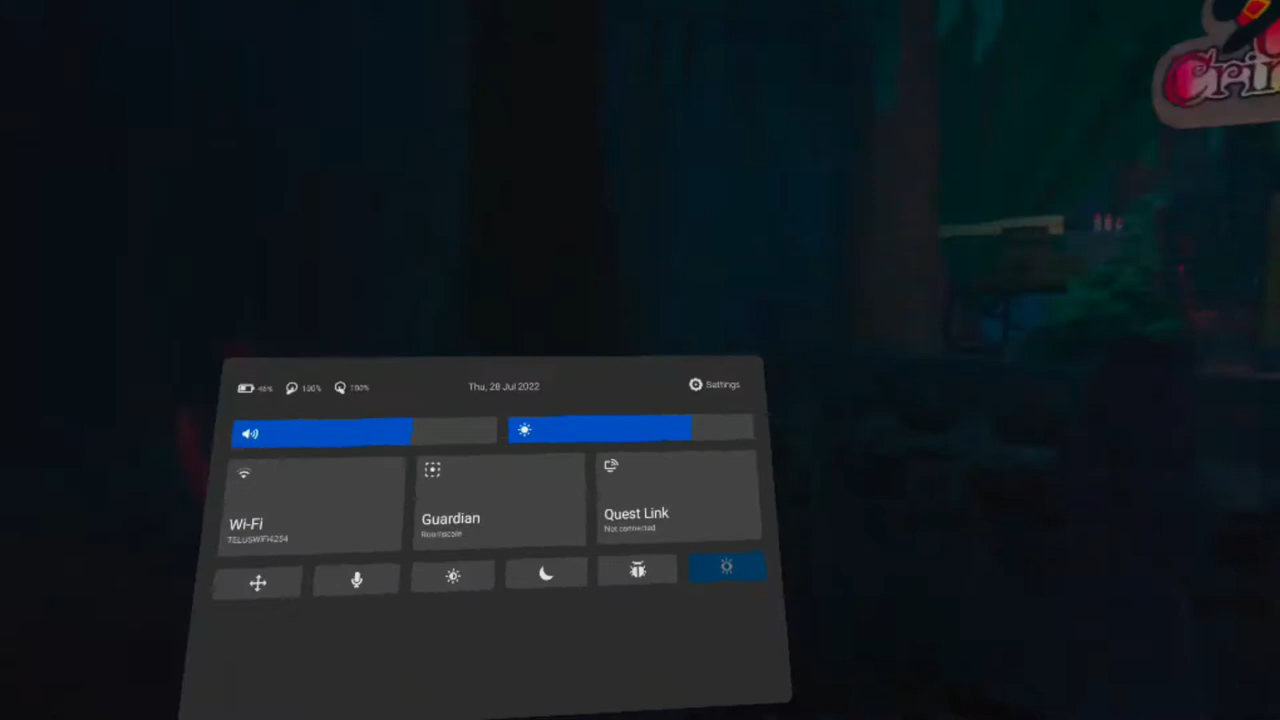 100%
100%
Thu, 28 Jul 2022
Settings
Wi-Fi
Guardian
Roomscale
Quest Link
Not connected